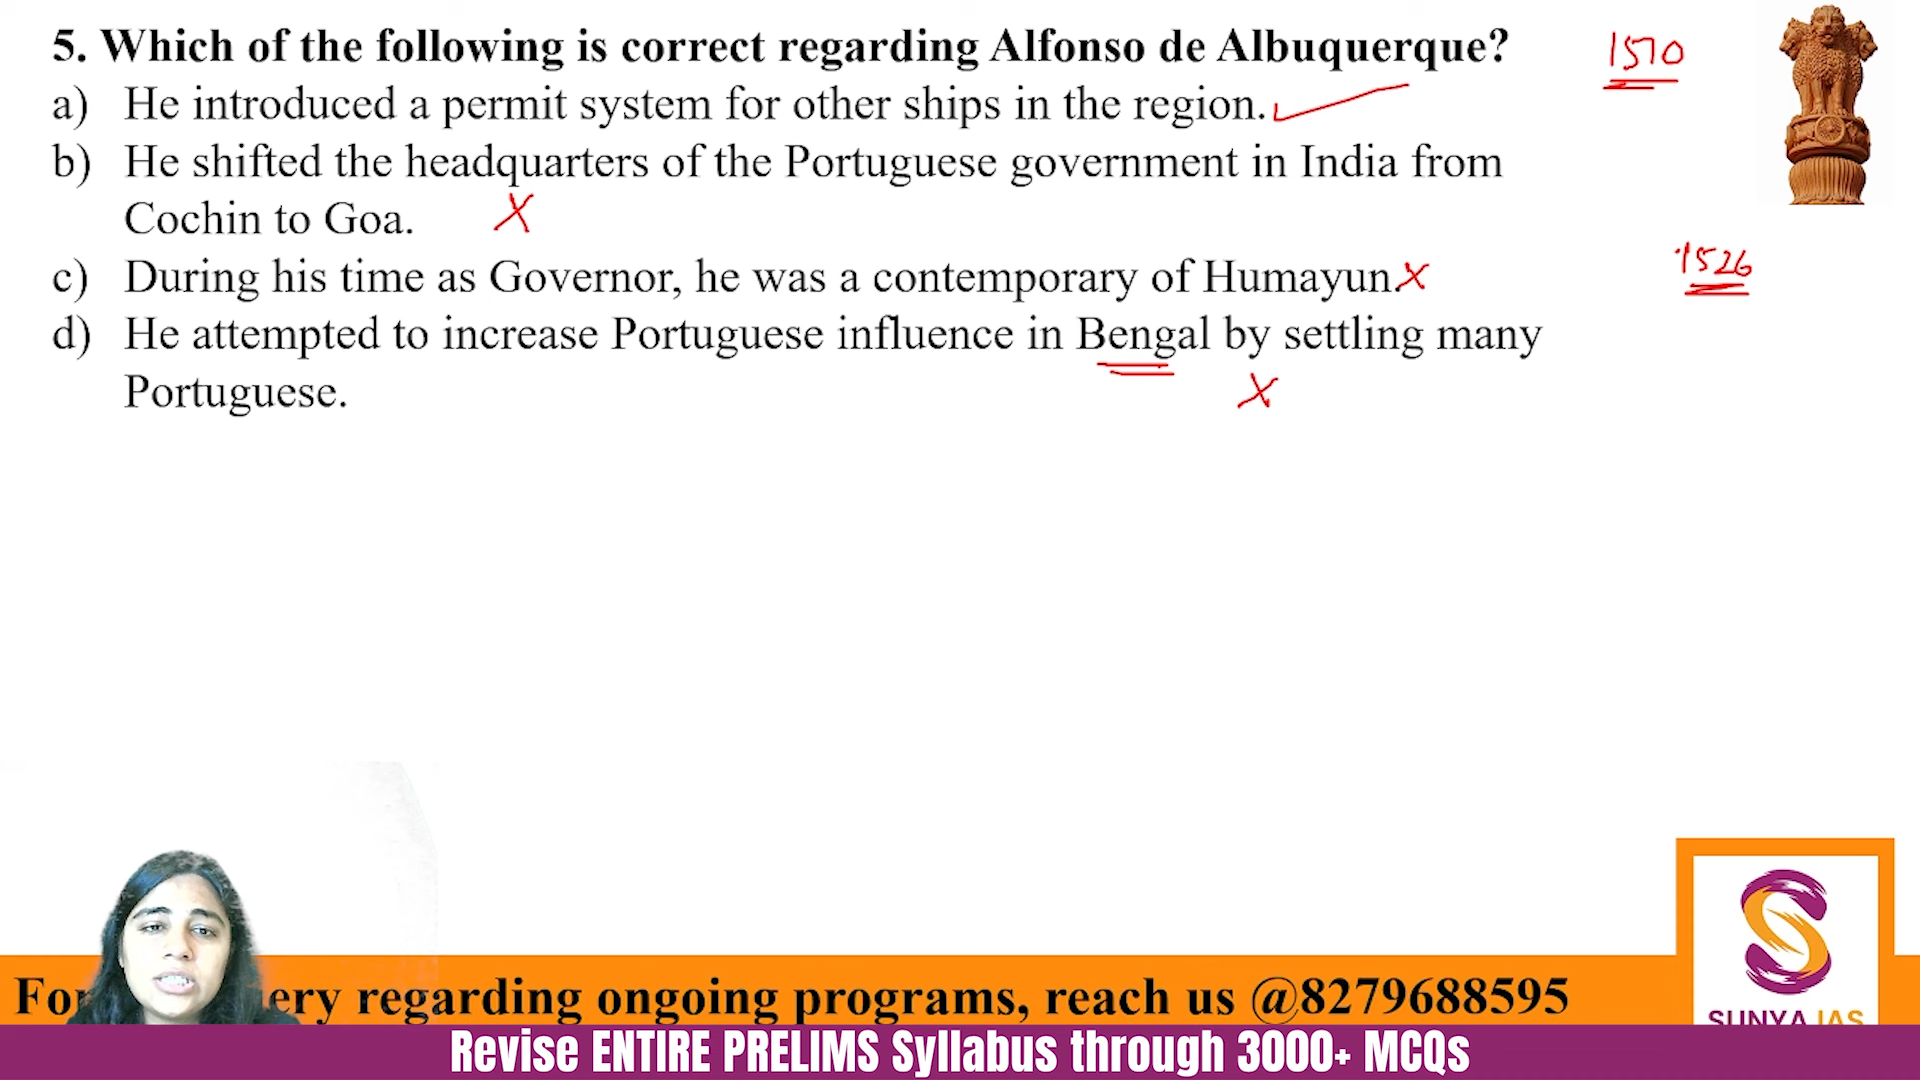 5. Which of the following is correct regarding Alfonso de Albuquerque?
1570
a) He introduced a permit system for other ships in the region.
b) He shifted the headquarters of the Portuguese government in India from
Cochin to Goa.
c) During his time as Governor, he was a contemporary of Humayun.
1526
d) He attempted to increase Portuguese influence in Bengal by settling many
Portuguese.
regarding ongoing programs, reach us @8279688595
SUNYA IAS
Revise ENTIRE PRELIMS Syllabus through 3000+ MCQs